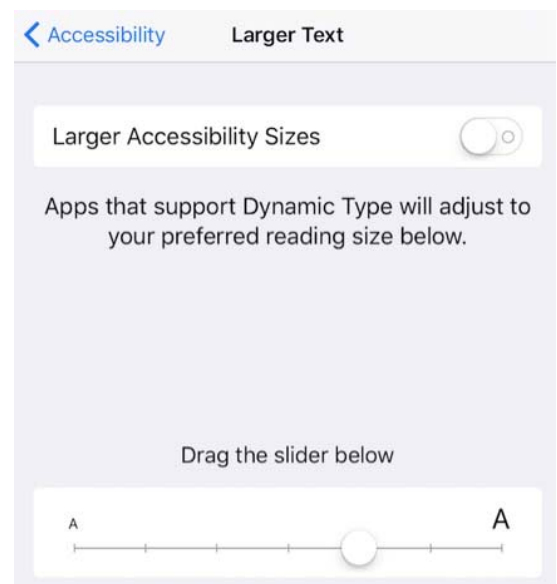 Accessibility
Larger Text
Larger Accessibility Sizes
Apps that support Dynamic Type will adjust to
your preferred reading size below.
Drag the slider below
A
A